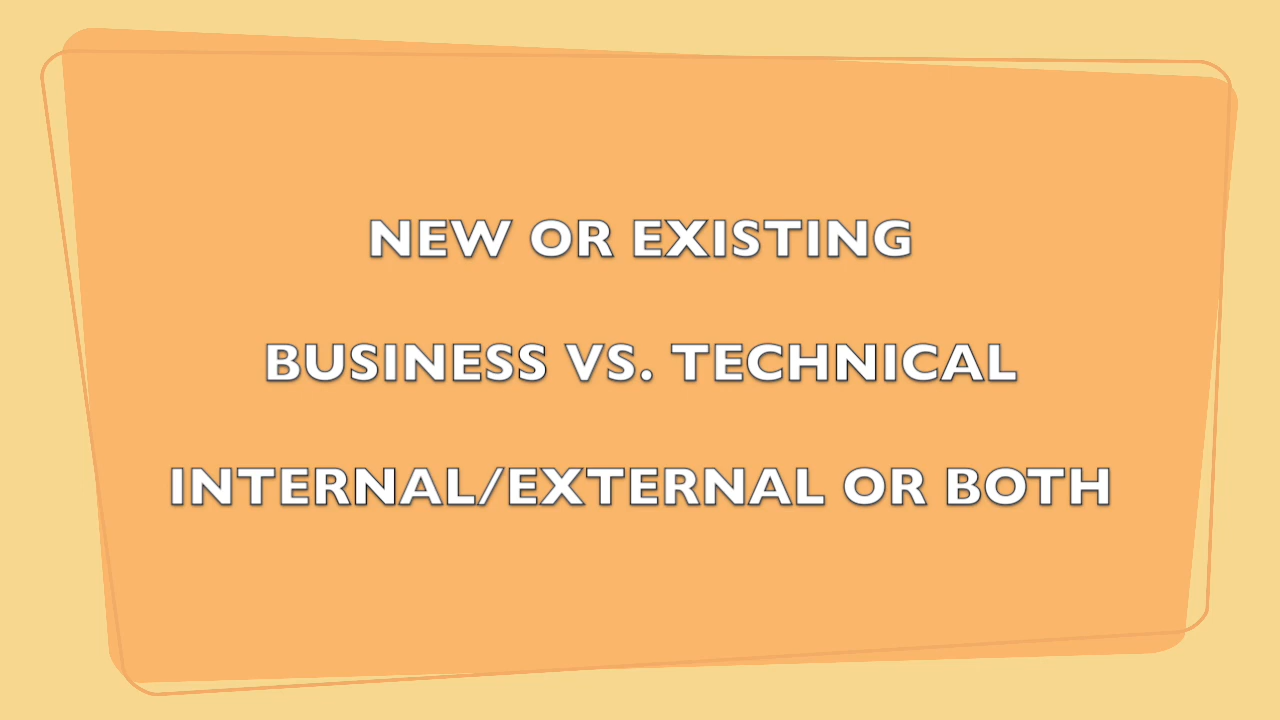 NEW OR EXISTING
BUSINESS VS. TECHNICAL
INTERNAL/EXTERNAL OR BOTH